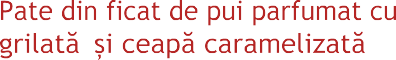 Pate din ficat de pui parfumat cu
grilată și ceapă caramelizată